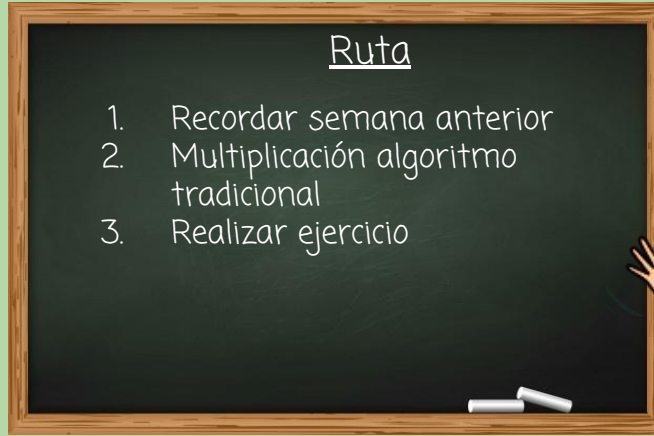 Ruta
1. Recordar semana anterior
2. Multiplicación algoritmo
tradicional
3. Realizar ejercicio